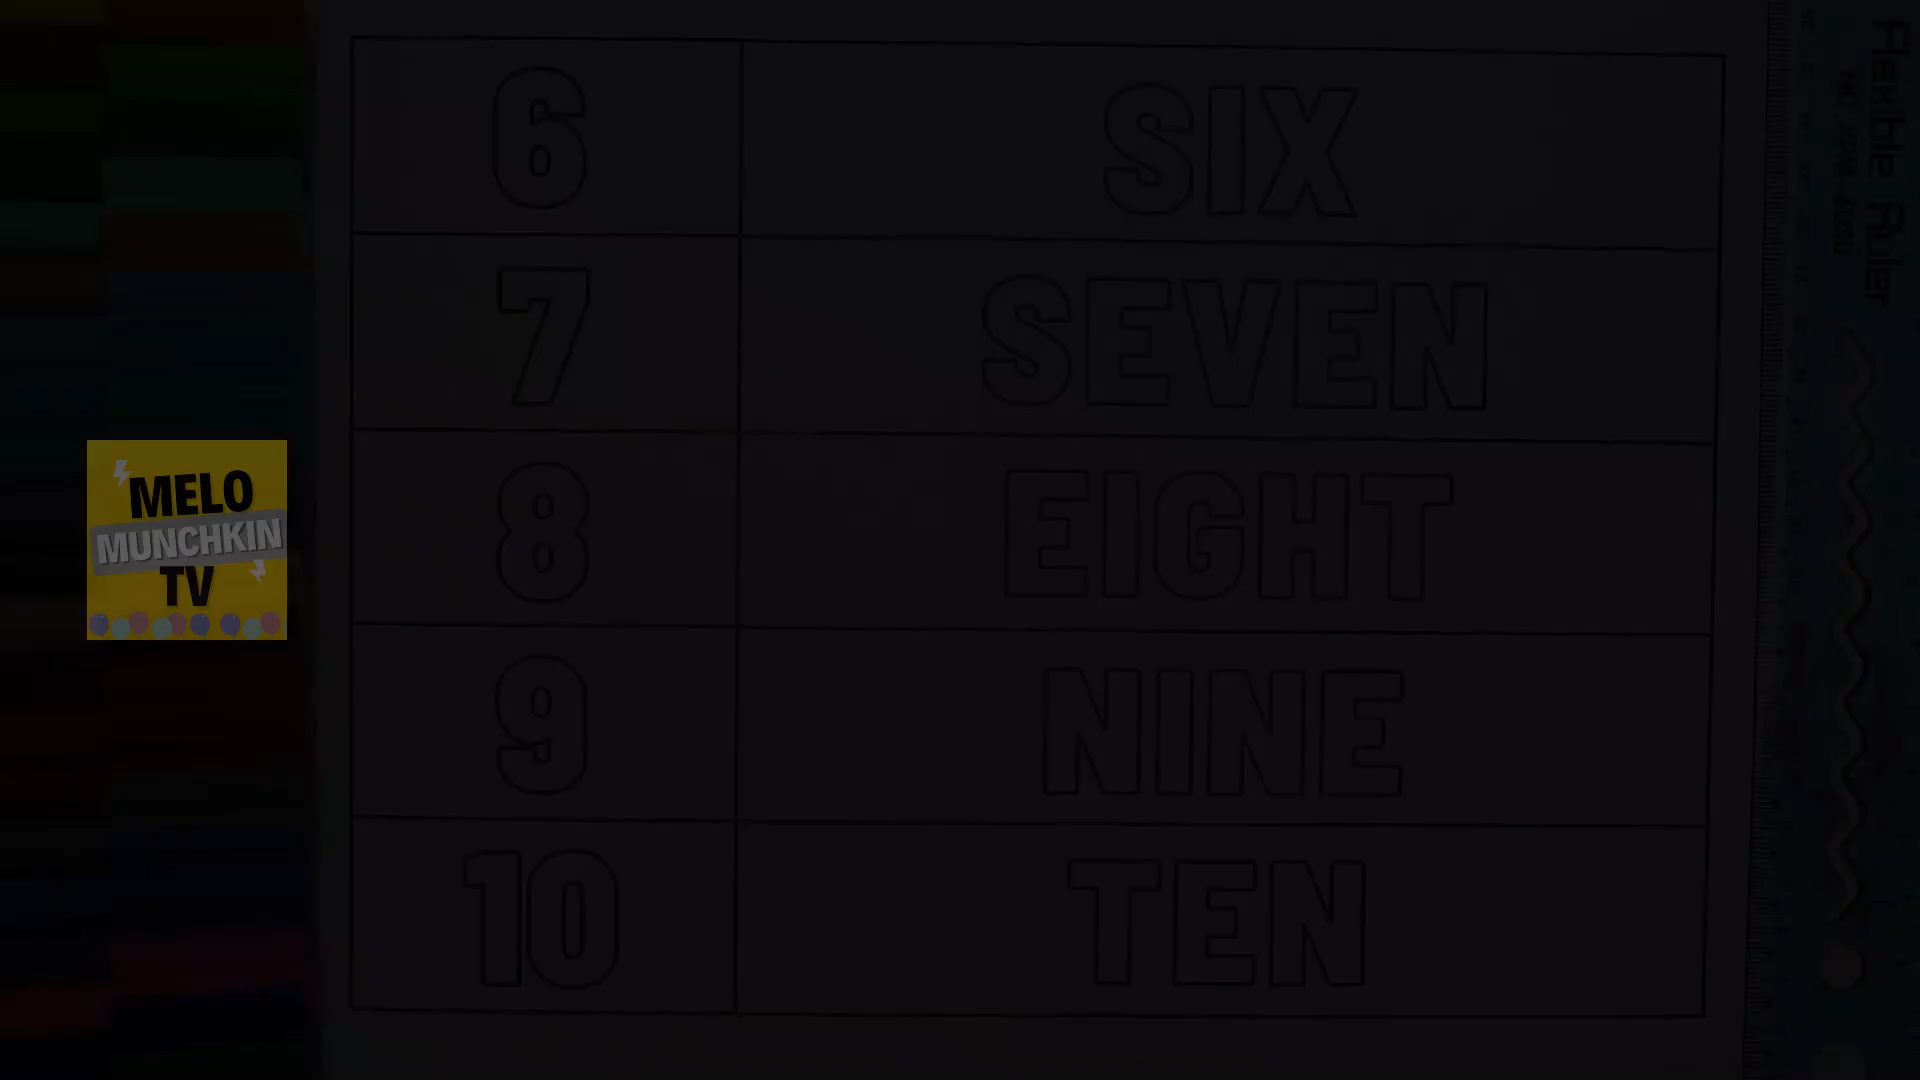 6 SIX
7 SEVEN
8 EIGHT
9 NINE
10 TEN
MELO
MUNCHKIN
TV
Flexible Ruler